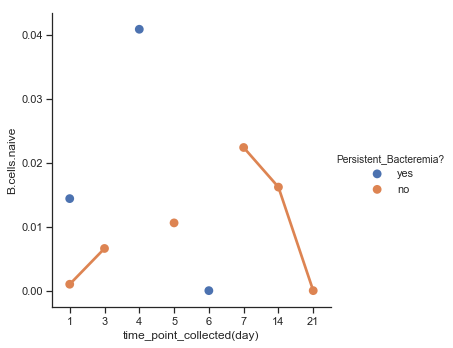 0.04
0.03
0.02
0.01
0.00
B.cells.naive
1 3 4 5 6 7 14 21
time_point_collected(day)
Persistent_Bacteremia?
yes
no